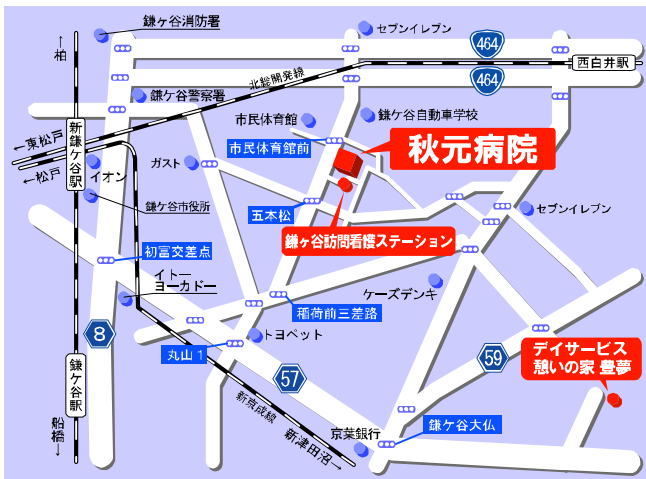 鎌ヶ谷消防署
セブンイレブン
464
西白井駅
464
↑
柏
北総開発線
鎌ケ谷警察署
市民体育館
鎌ケ谷自動車学校
←東松戸
←松戸
新鎌ケ谷駅
イオン
ガスト
市民体育館前
秋元病院
鎌ケ谷市役所
五本松
セブンイレブン
鎌ヶ谷訪問看護ステーション
初富交差点
イトー
ヨーカドー
ケーズデンキ
稲荷前三差路
8
トヨペット
丸山1
57
59
デイサービス
憩いの家 豊夢
鎌ケ谷駅
新京成線
船橋→
新津田沼→
京葉銀行
鎌ケ谷大仏